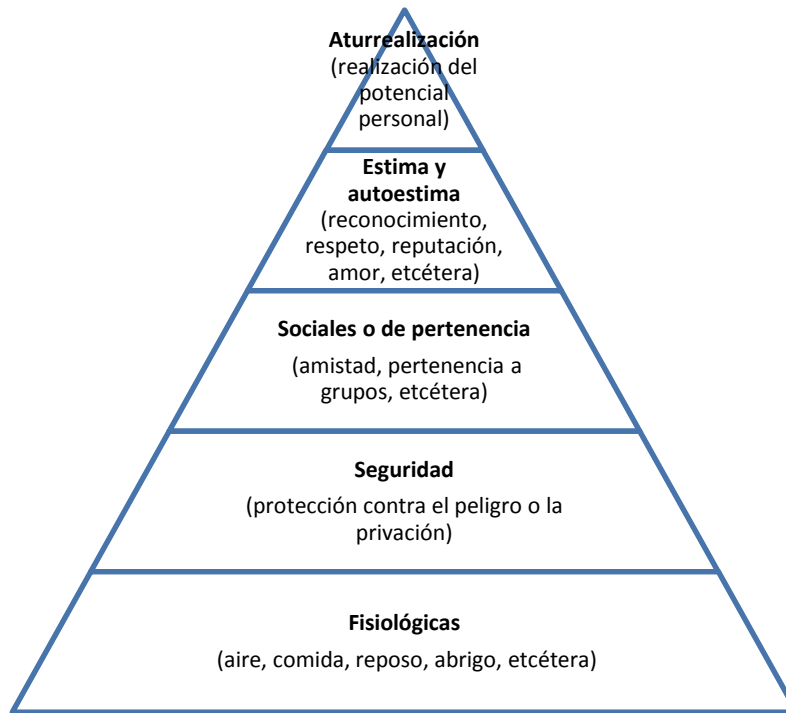 Aturrealización
(realización del
potencial
personal)
Estima y
autoestima
(reconocimiento,
respeto, reputación,
amor, etcétera)
Sociales o de pertenencia
(amistad, pertenencia a
grupos, etcétera)
Seguridad
(protección contra el peligro o la
privación)
Fisiológicas
(aire, comida, reposo, abrigo, etcétera)